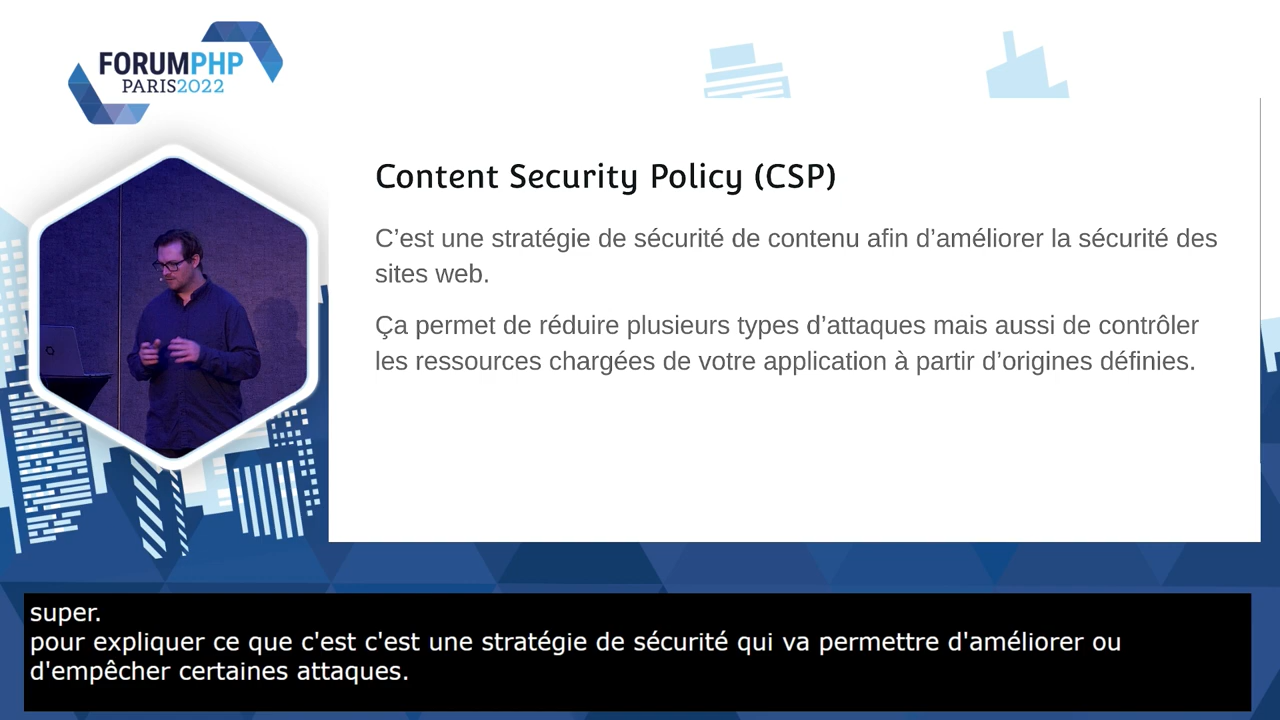 FORUMPHP
PARIS2022
Content Security Policy (CSP)
C’est une stratégie de sécurité de contenu afin d’améliorer la sécurité des
sites web.
Ça permet de réduire plusieurs types d’attaques mais aussi de contrôler
les ressources chargées de votre application à partir d’origines définies.
super.
pour expliquer ce que c'est c'est une stratégie de sécurité qui va permettre d'améliorer ou
d'empêcher certaines attaques.